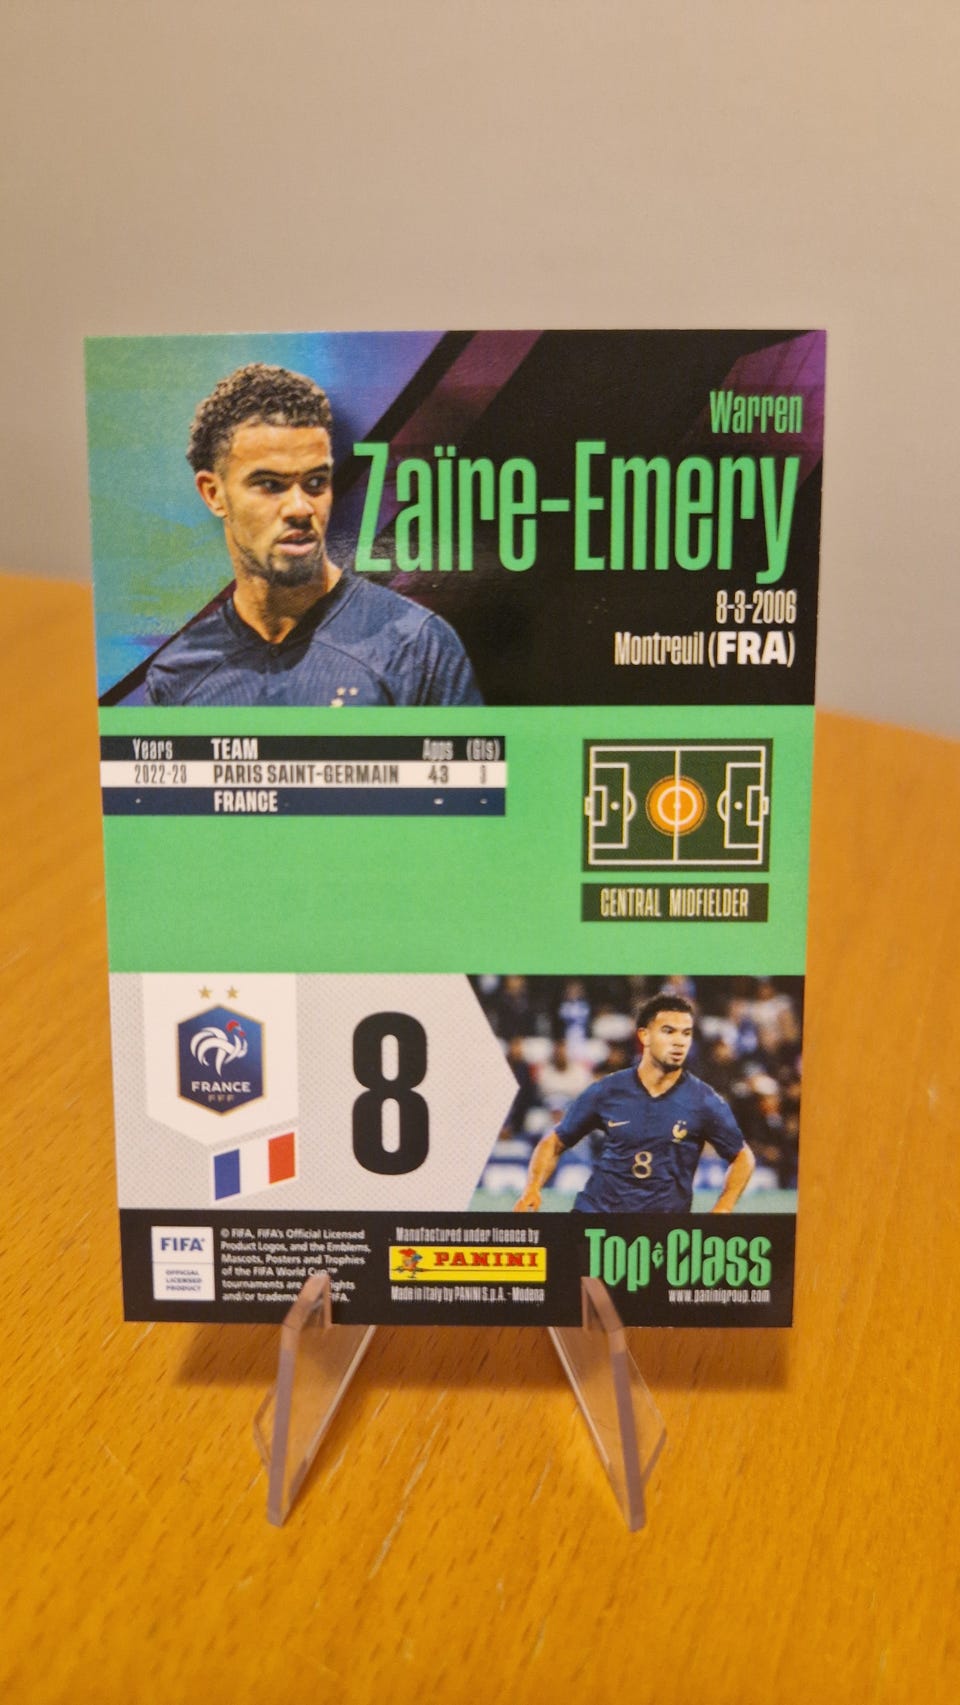 Warren
Zaïre-Emery
8-3-2006
Montreuil (FRA)
Years TEAM Apps (Gls)
2022-23 PARIS SAINT-GERMAIN 43 3
- FRANCE - -
CENTRAL MIDFIELDER
FRANCE
FFF
8
8
FIFA
OFFICIAL
LICENSED
PRODUCT
© FIFA, FIFA's Official Licensed
Product Logos, and the Emblems,
Mascots, Posters and Trophies
of the FIFA World Cup™
tournaments are rights
and/or FIFA.
Manufactured under licence by
PANINI
Made in Italy by PANINI S.p.A. - Modena
Top Class
www.paninigroup.com